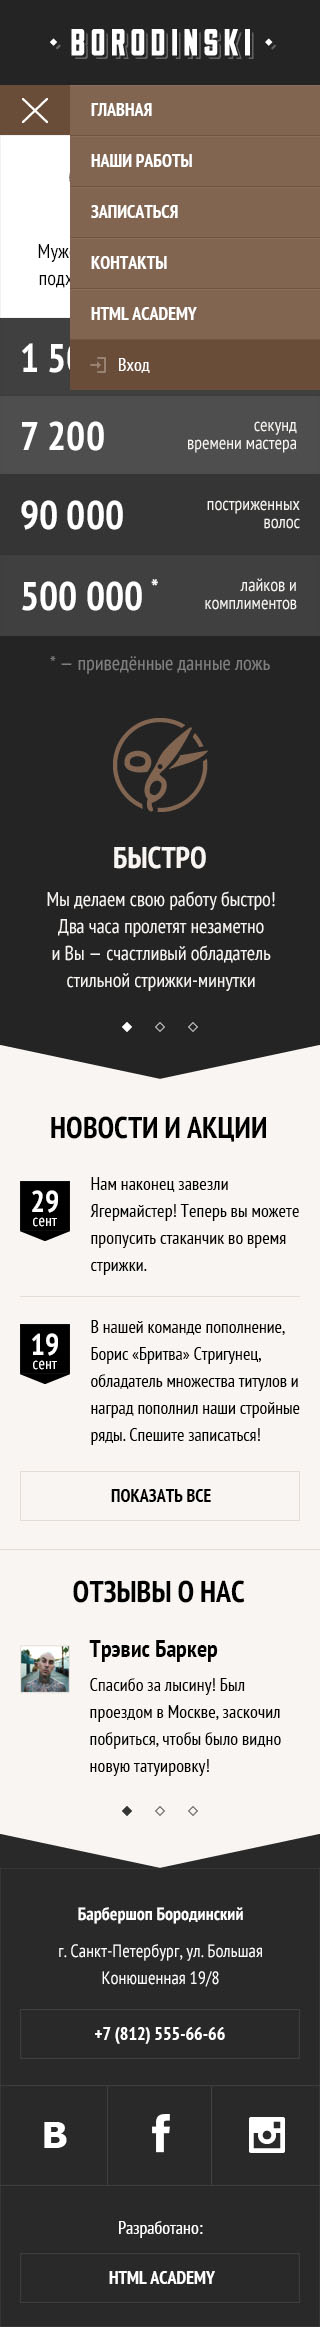 BORODINSKI
ГЛАВНАЯ
НАШИ РАБОТЫ
ЗАПИСАТЬСЯ
КОНТАКТЫ
HTML ACADEMY
Вход
7 200
секунд
времени мастера
90 000
постриженных
волос
500 000 *
лайков и
комплиментов
* — приведённые данные ложь
БЫСТРО
Мы делаем свою работу быстро!
Два часа пролетят незаметно
и Вы — счастливый обладатель
стильной стрижки-минутки
НОВОСТИ И АКЦИИ
29
сент
Нам наконец завезли
Ягермайстер! Теперь вы можете
пропусить стаканчик во время
стрижки.
19
сент
В нашей команде пополнение,
Борис «Бритва» Стригунец,
обладатель множества титулов и
наград пополнил наши стройные
ряды. Спешите записаться!
ПОКАЗАТЬ ВСЕ
ОТЗЫВЫ О НАС
Трэвис Баркер
Спасибо за лысину! Был
проездом в Москве, заскочил
побриться, чтобы было видно
новую татуировку!
Барбершоп Бородинский
г. Санкт-Петербург, ул. Большая
Конюшенная 19/8
+7 (812) 555-66-66
Разработано:
HTML ACADEMY